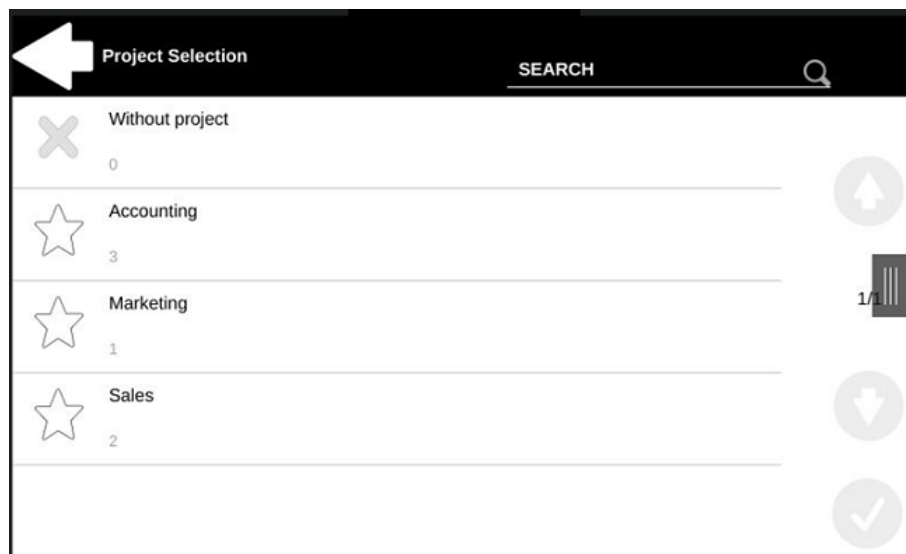 Project Selection
SEARCH
Without project
0
Accounting
3
Marketing
1
Sales
2
1/1